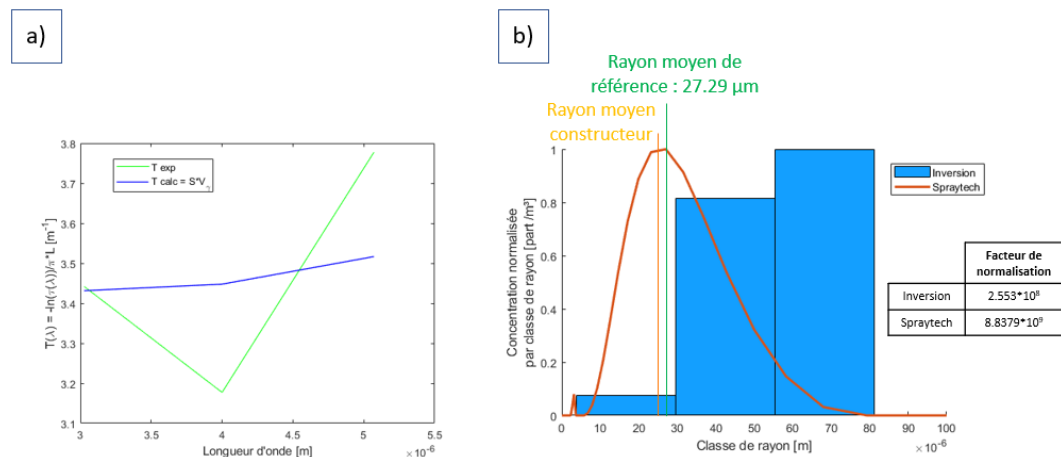 a)
3.8
3.7
3.6
3.5
3.4
3.3
3.2
3.1
T(λ) = -ln(τ(λ))/π*L [m⁻¹]
T exp
T calc = S*V_γ
3
3.5
4
4.5
5
5.5
Longueur d'onde [m]
× 10⁻⁶
b)
Rayon moyen de
référence : 27.29 µm
Rayon moyen
constructeur
1
0.8
0.6
0.4
0.2
0
Concentration normalisée
par classe de rayon [part /m³]
Inversion
Spraytech
0
10
20
30
40
50
60
70
80
90
100
Classe de rayon [m]
× 10⁻⁶
Facteur de
normalisation
Inversion 2.553*10⁸
Spraytech 8.8379*10⁹